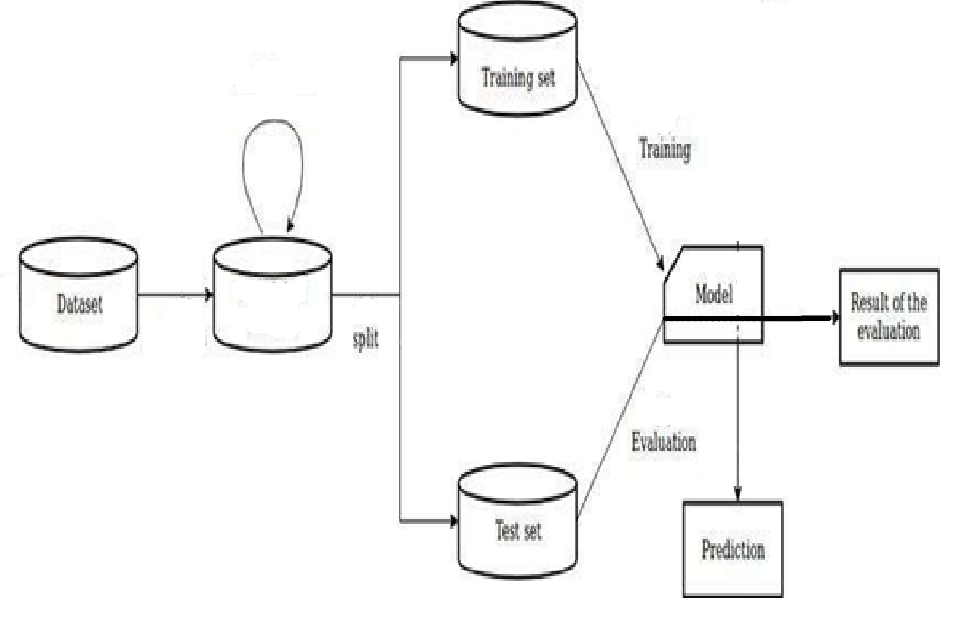 Training set
Training
Dataset
split
Model
Result of the
evaluation
Evaluation
Test set
Prediction